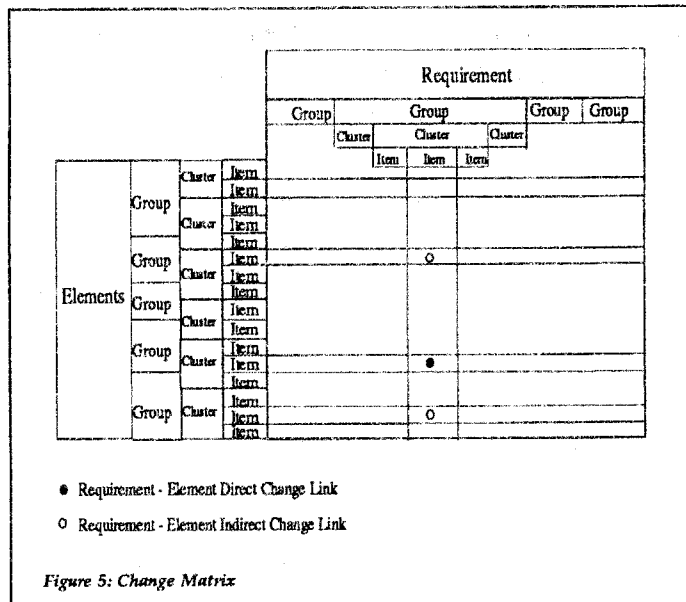 Requirement
Group Group Group Group
Cluster Cluster Cluster
Item Item Item
Cluster Item
Item
Group Item
Cluster Item
Item
Group Item
Cluster Item
Item
Elements Group Item
Cluster Item
Group Item
Cluster Item
Item
Item
Group Cluster Item
Item
● Requirement - Element Direct Change Link
○ Requirement - Element Indirect Change Link
Figure 5: Change Matrix